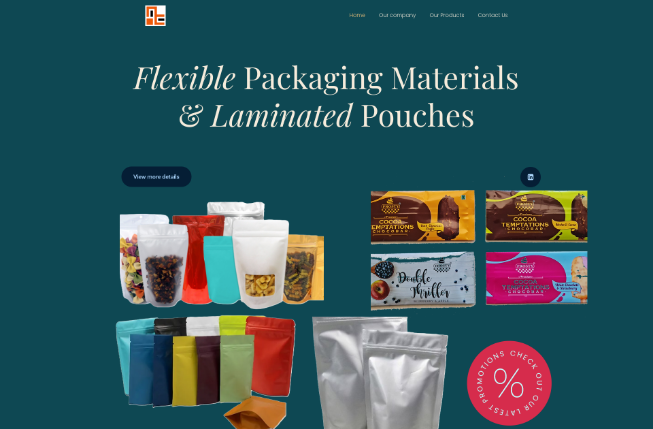 Home Our company Our Products Contact Us
Flexible Packaging Materials
& Laminated Pouches
View more details
COCOA
TEMPTATIONS
CHOCOBAR
COCOA
TEMPTATIONS
CHOCOBAR
Double
Thriller
COCOA
TEMPTATIONS
CHOCOBAR
CHECK OUT OUR LATEST PROMOTIONS
%